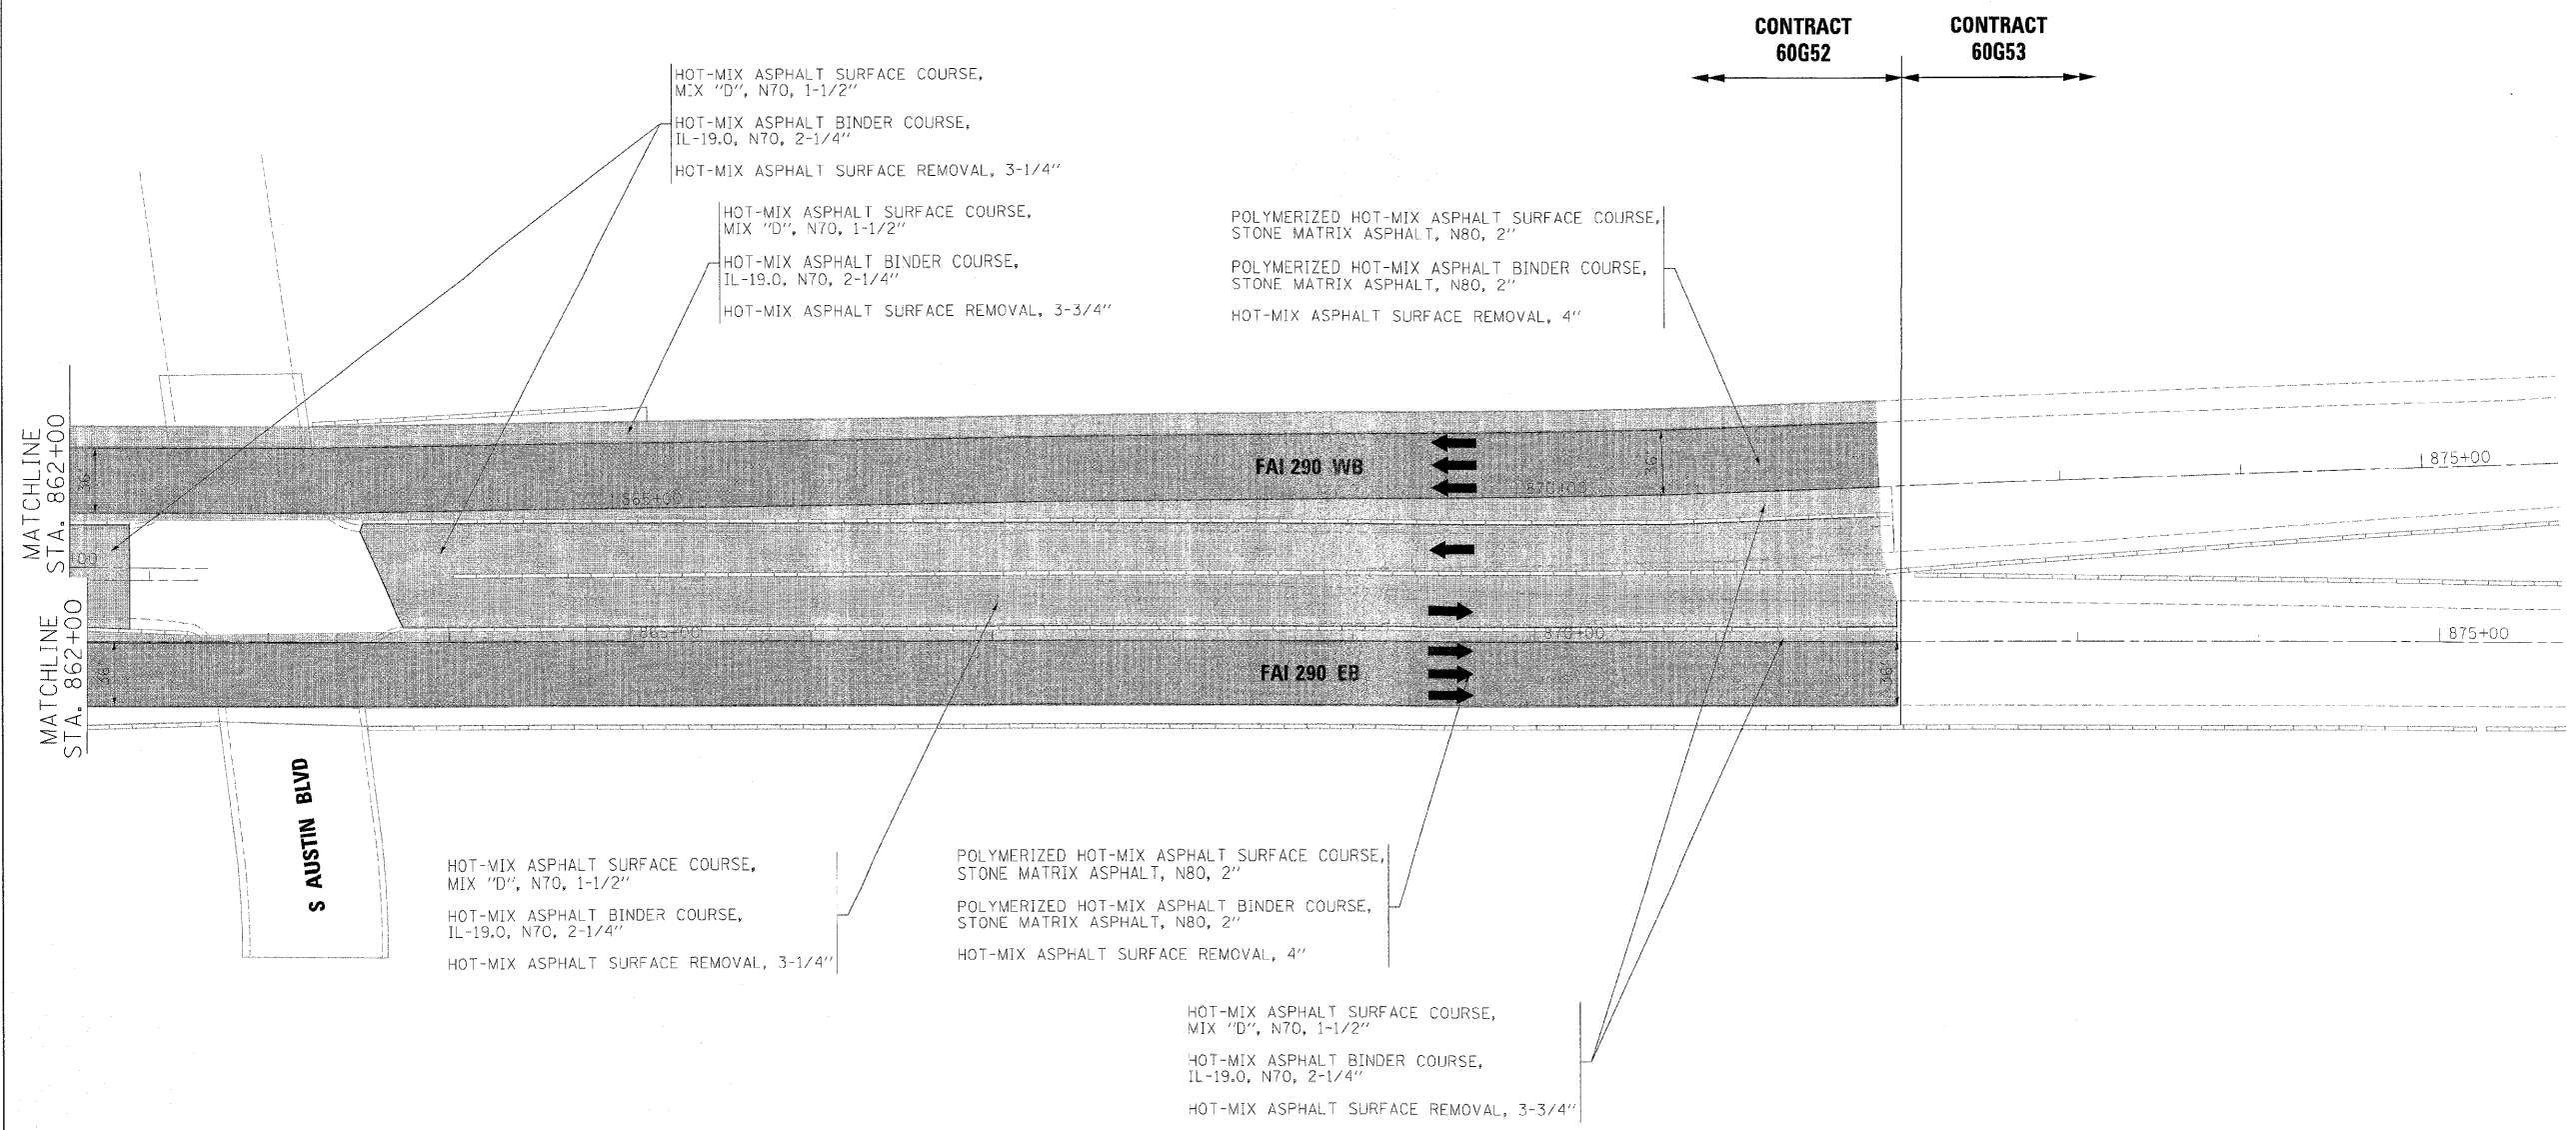 CONTRACT
60G52
CONTRACT
60G53
HOT-MIX ASPHALT SURFACE COURSE,
MIX "D", N70, 1-1/2"
HOT-MIX ASPHALT BINDER COURSE,
IL-19.0, N70, 2-1/4"
HOT-MIX ASPHALT SURFACE REMOVAL, 3-1/4"
HOT-MIX ASPHALT SURFACE COURSE,
MIX "D", N70, 1-1/2"
HOT-MIX ASPHALT BINDER COURSE,
IL-19.0, N70, 2-1/4"
HOT-MIX ASPHALT SURFACE REMOVAL, 3-3/4"
POLYMERIZED HOT-MIX ASPHALT SURFACE COURSE,
STONE MATRIX ASPHALT, N80, 2"
POLYMERIZED HOT-MIX ASPHALT BINDER COURSE,
STONE MATRIX ASPHALT, N80, 2"
HOT-MIX ASPHALT SURFACE REMOVAL, 4"
MATCHLINE
STA. 862+00
36'
FAI 290 WB
36'
865+00
870+00
875+00
+00
MATCHLINE
STA. 862+00
865+00
870+00
875+00
36'
FAI 290 EB
36'
S AUSTIN BLVD
HOT-MIX ASPHALT SURFACE COURSE,
MIX "D", N70, 1-1/2"
HOT-MIX ASPHALT BINDER COURSE,
IL-19.0, N70, 2-1/4"
HOT-MIX ASPHALT SURFACE REMOVAL, 3-1/4"
POLYMERIZED HOT-MIX ASPHALT SURFACE COURSE,
STONE MATRIX ASPHALT, N80, 2"
POLYMERIZED HOT-MIX ASPHALT BINDER COURSE,
STONE MATRIX ASPHALT, N80, 2"
HOT-MIX ASPHALT SURFACE REMOVAL, 4"
HOT-MIX ASPHALT SURFACE COURSE,
MIX "D", N70, 1-1/2"
HOT-MIX ASPHALT BINDER COURSE,
IL-19.0, N70, 2-1/4"
HOT-MIX ASPHALT SURFACE REMOVAL, 3-3/4"